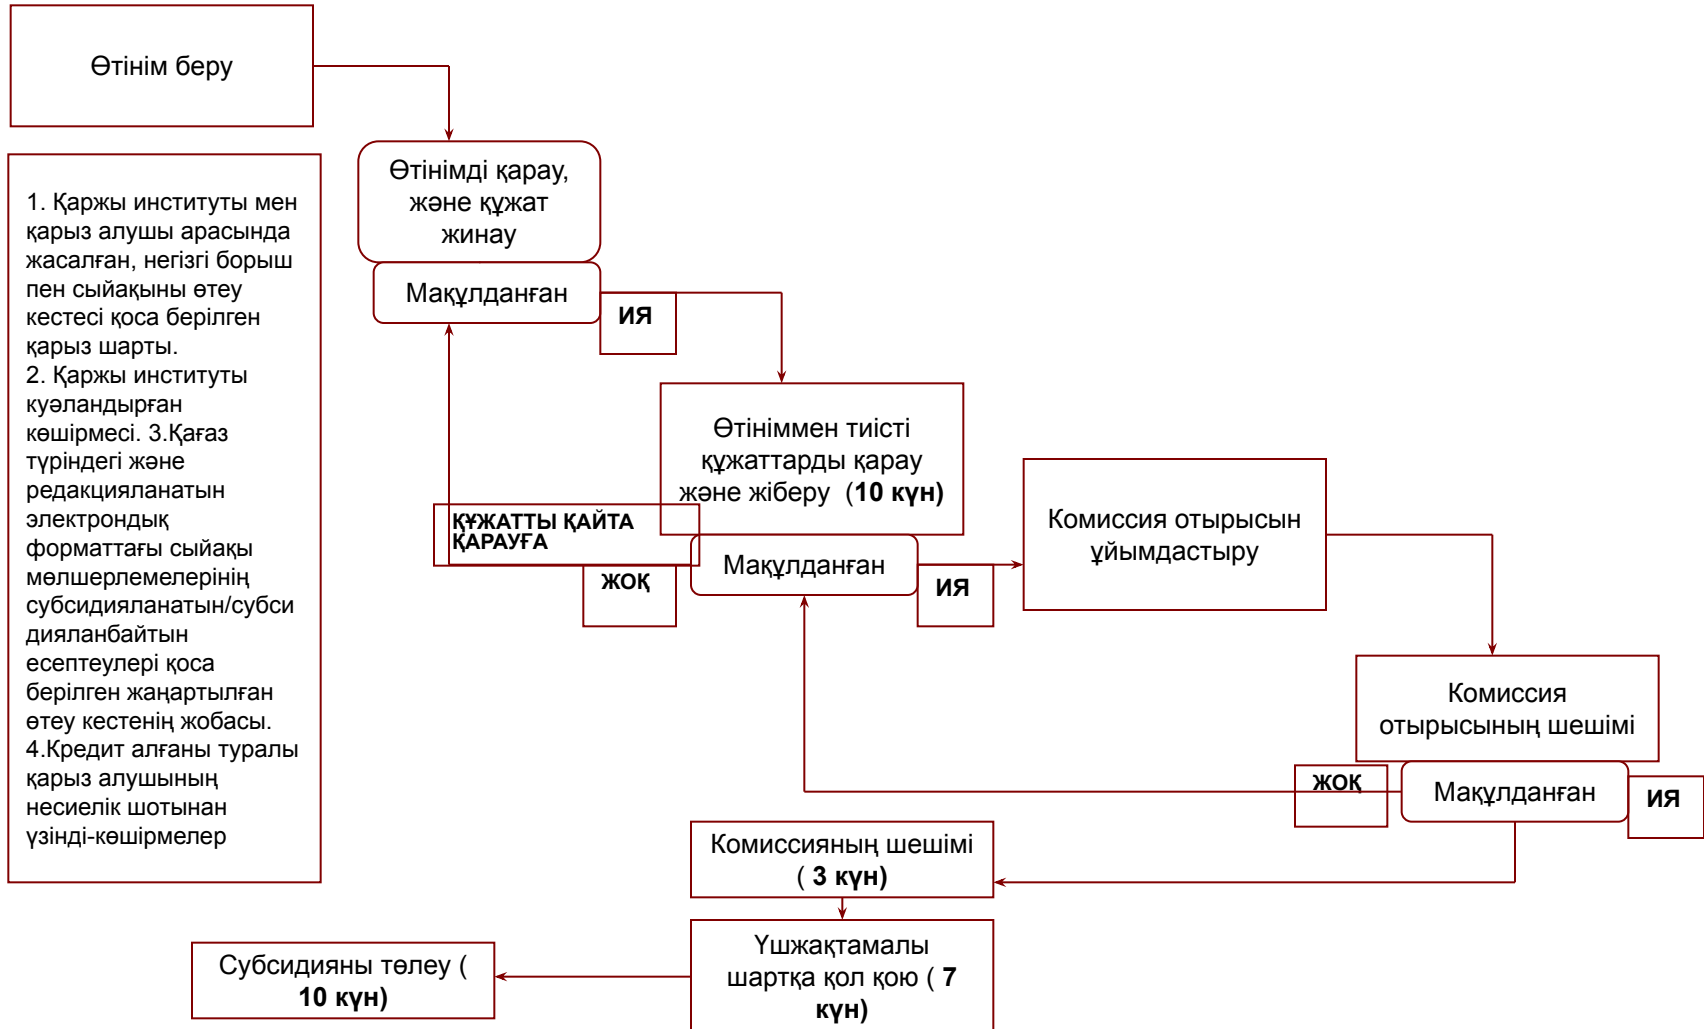 Өтінім беру
1. Қаржы институты мен
қарыз алушы арасында
жасалған, негізгі борыш
пен сыйақыны өтеу
кестесі қоса берілген
қарыз шарты.
2. Қаржы институты
куәландырған
көшірмесі. 3.Қағаз
түріндегі және
редакцияланатын
электрондық
форматтағы сыйақы
мөлшерлемелерінің
субсидияланатын/субси
дияланбайтын
есептеулері қоса
берілген жаңартылған
өтеу кестенің жобасы.
4.Кредит алғаны туралы
қарыз алушының
несиелік шотынан
үзінді-көшірмелер
Өтінімді қарау,
және құжат
жинау
Мақұлданған
ИЯ
Өтініммен тиісті
құжаттарды қарау
және жіберу (10 күн)
ҚҰЖАТТЫ ҚАЙТА
ҚАРАУҒА
ЖОҚ
Мақұлданған
ИЯ
Комиссия отырысын
ұйымдастыру
Комиссия
отырысының шешімі
ЖОҚ
Мақұлданған
ИЯ
Комиссияның шешімі
( 3 күн)
Үшжақтамалы
шартқа қол қою ( 7
күн)
Субсидияны төлеу (
10 күн)